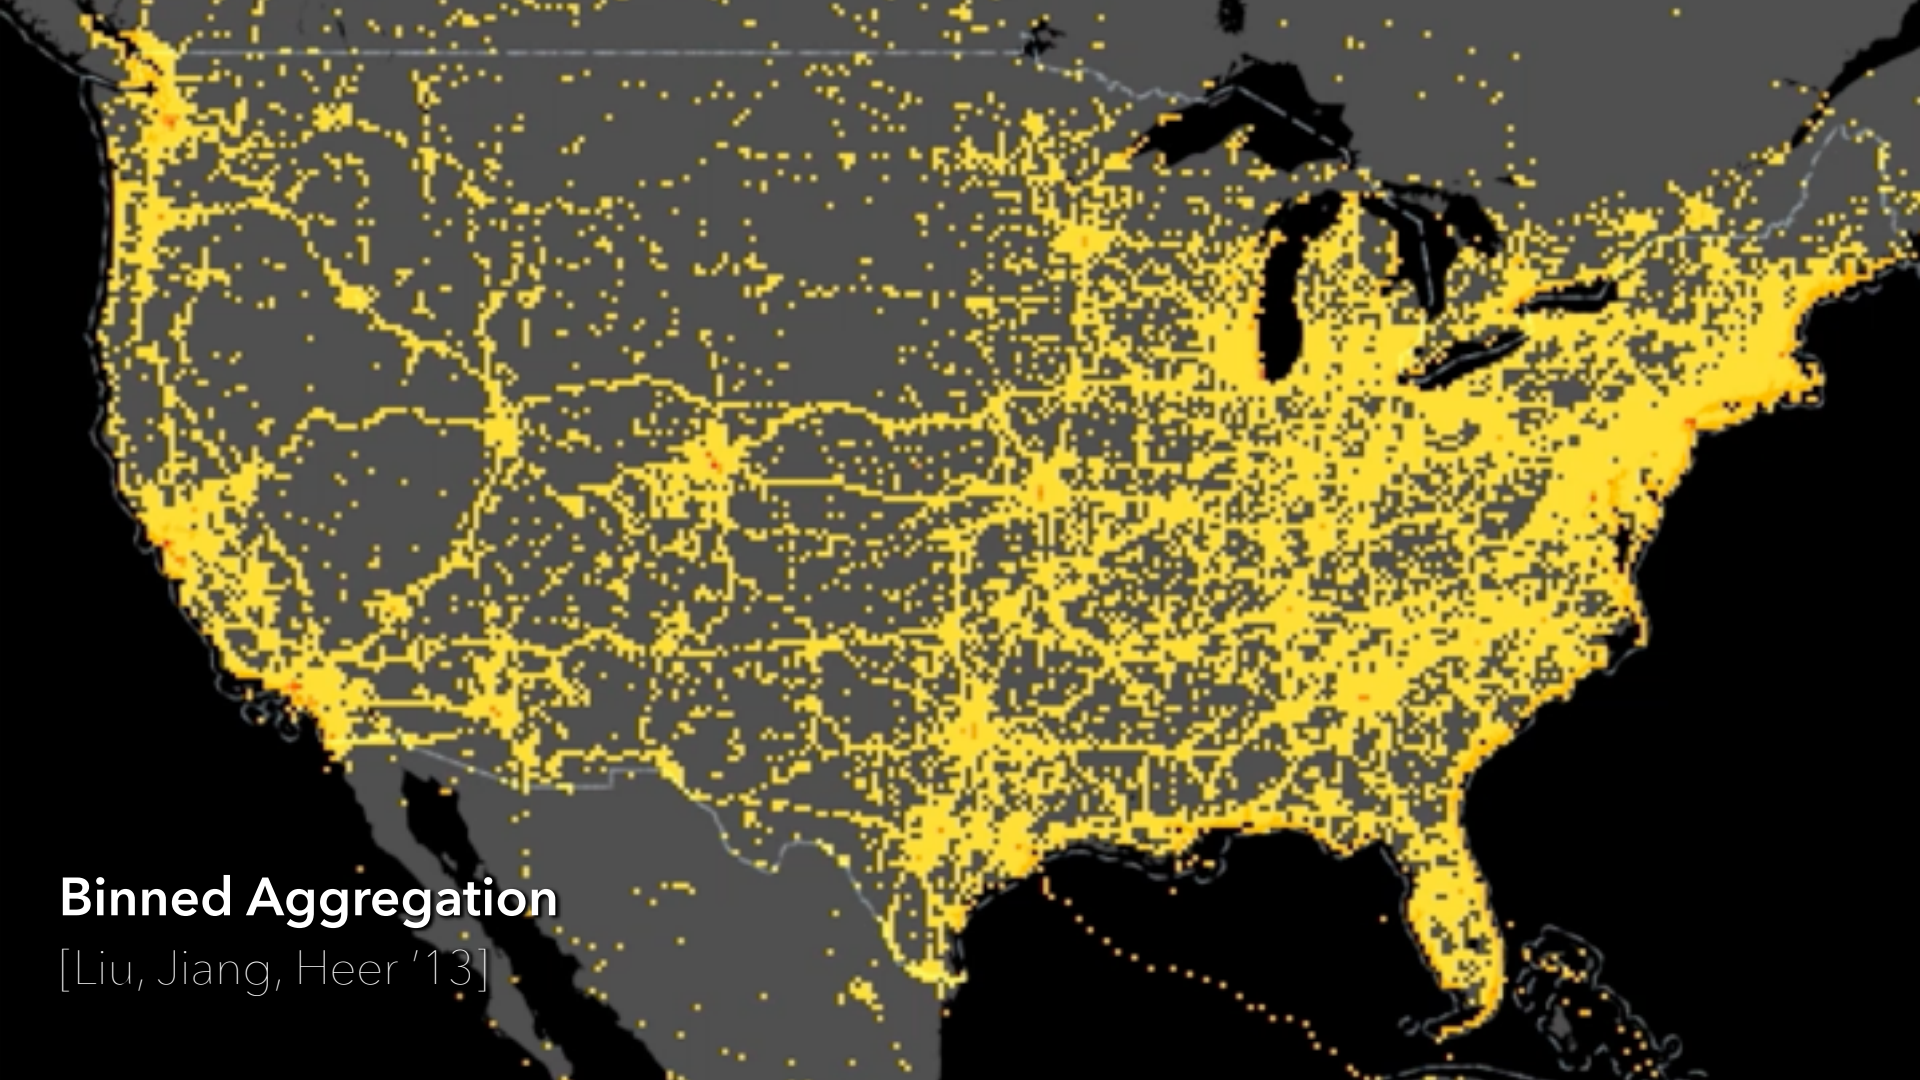 Binned Aggregation
[Liu, Jiang, Heer ’13]